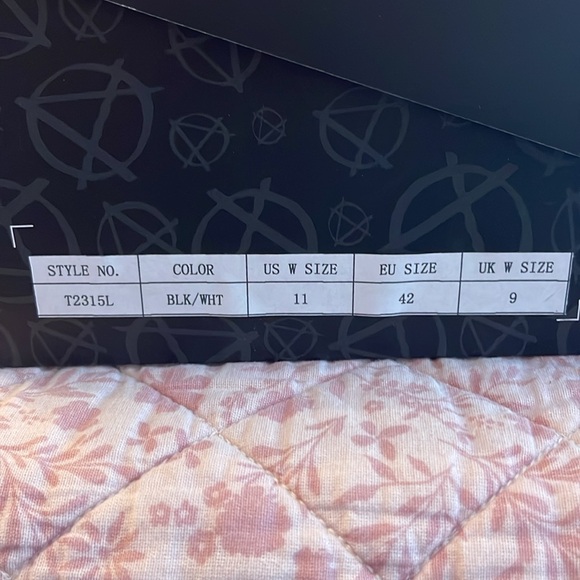 STYLE NO. COLOR US W SIZE EU SIZE UK W SIZE
T2315L BLK/WHT 11 42 9